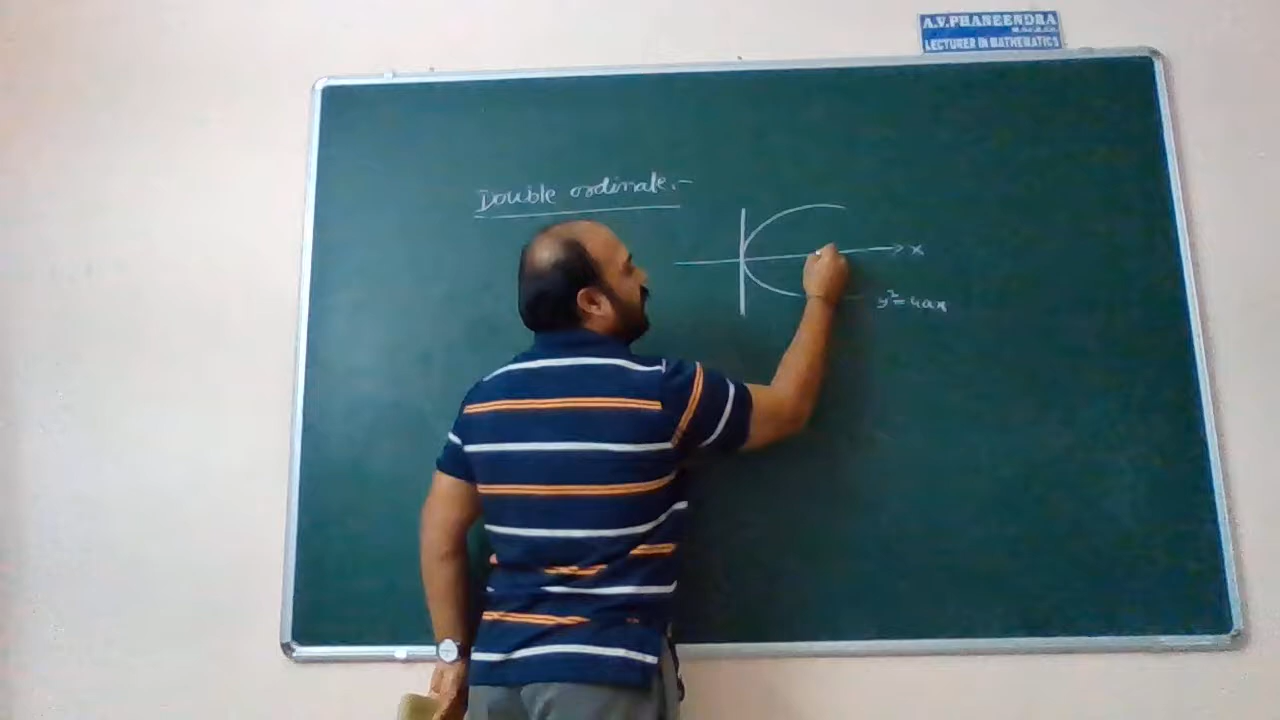 A.V.PHANEENDRA
LECTURER IN MATHEMATICS
Double ordinate.-
x
y²=4ax